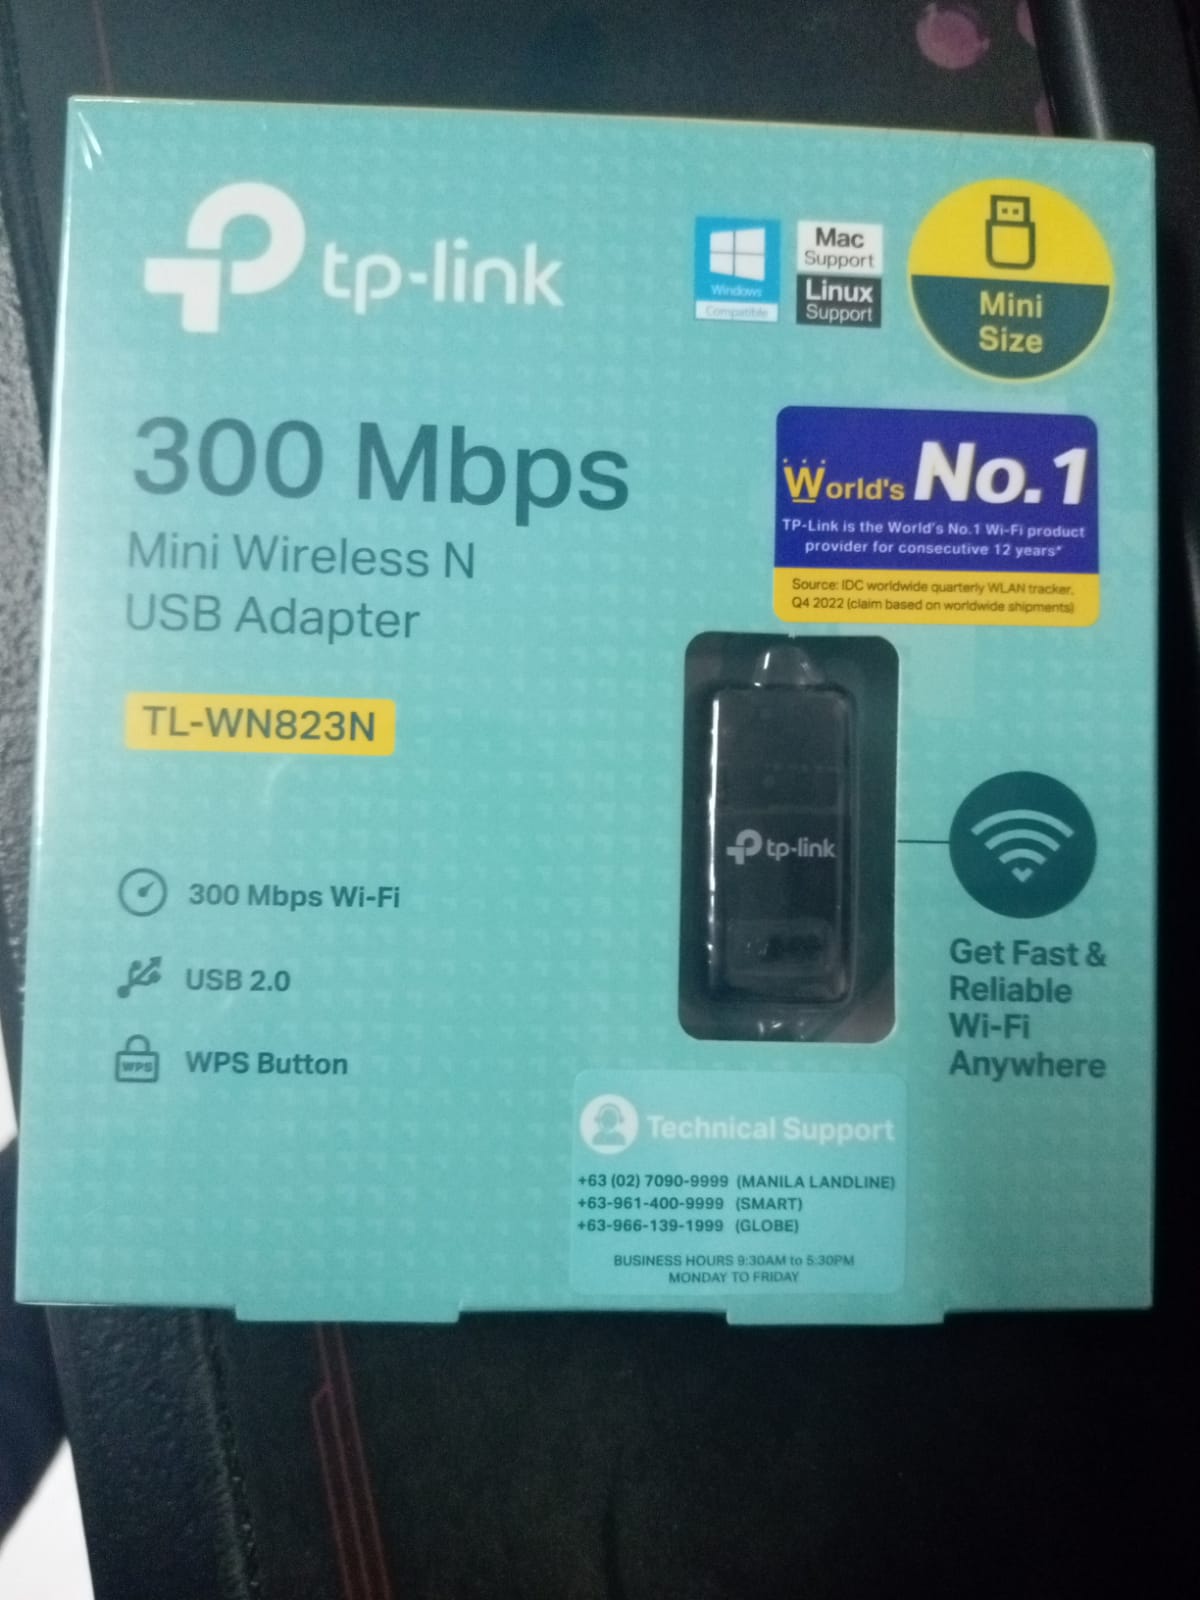 tp-link
Windows
Compatible
Mac
Support
Linux
Support
Mini
Size
300 Mbps
Mini Wireless N
USB Adapter
TL-WN823N
World's No.1
TP-Link is the World's No.1 Wi-Fi product
provider for consecutive 12 years*
Source: IDC worldwide quarterly WLAN tracker,
Q4 2022 (claim based on worldwide shipments)
300 Mbps Wi-Fi
USB 2.0
WPS
WPS Button
tp-link
Get Fast &
Reliable
Wi-Fi
Anywhere
Technical Support
+63 (02) 7090-9999 (MANILA LANDLINE)
+63-961-400-9999 (SMART)
+63-966-139-1999 (GLOBE)
BUSINESS HOURS 9:30AM to 5:30PM
MONDAY TO FRIDAY